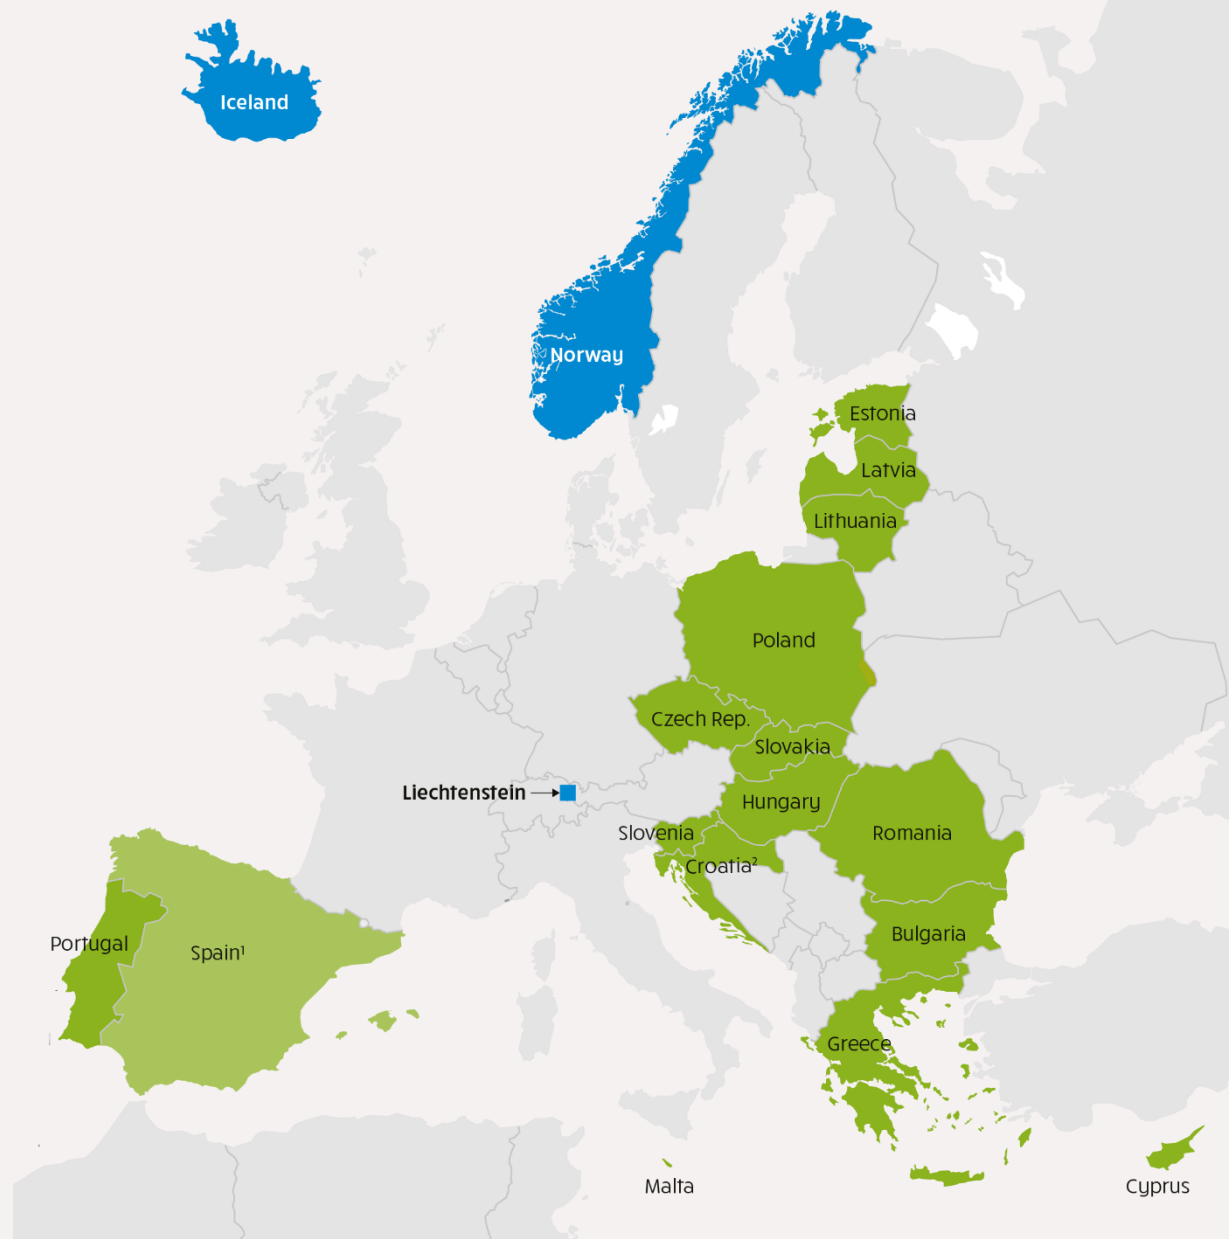 Iceland
Norway
Estonia
Latvia
Lithuania
Poland
Czech Rep.
Slovakia
Liechtenstein
Hungary
Slovenia
Romania
Croatia²
Bulgaria
Portugal
Spain¹
Greece
Malta
Cyprus